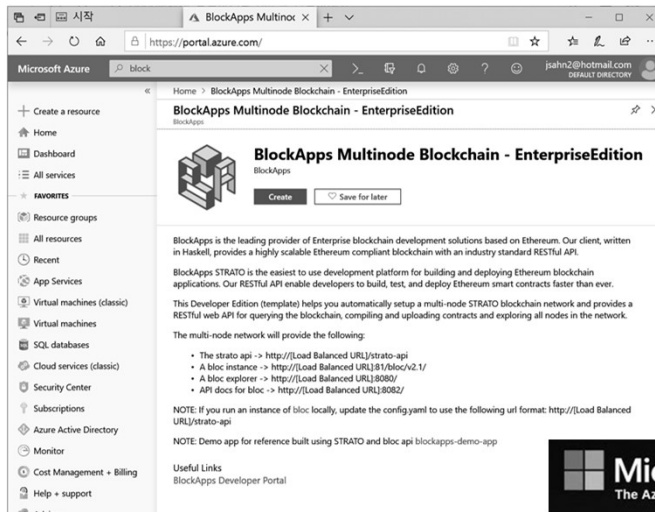 시작
BlockApps Multinoc
https://portal.azure.com/
Microsoft Azure
block
jsahn2@hotmail.com
DEFAULT DIRECTORY
Create a resource
Home
Dashboard
All services
FAVORITES
Resource groups
All resources
Recent
App Services
Virtual machines (classic)
Virtual machines
SQL databases
Cloud services (classic)
Security Center
Subscriptions
Azure Active Directory
Monitor
Cost Management + Billing
Help + support
Home > BlockApps Multinode Blockchain - EnterpriseEdition
BlockApps Multinode Blockchain - EnterpriseEdition
BlockApps
BlockApps Multinode Blockchain - EnterpriseEdition
BlockApps
Create
Save for later
BlockApps is the leading provider of Enterprise blockchain development solutions based on Ethereum. Our client, written
in Haskell, provides a highly scalable Ethereum compliant blockchain with an industry standard RESTful API.
BlockApps STRATO is the easiest to use development platform for building and deploying Ethereum blockchain
applications. Our RESTful API enable developers to build, test, and deploy Ethereum smart contracts faster than ever.
This Developer Edition (template) helps you automatically setup a multi-node STRATO blockchain network and provides a
RESTful web API for querying the blockchain, compiling and uploading contracts and exploring all nodes in the network.
The multi-node network will provide the following:
• The strato api -> http://[Load Balanced URL]/strato-api
• A bloc instance -> http://[Load Balanced URL]:81/bloc/v2.1/
• A bloc explorer -> http://[Load Balanced URL]:8080/
• API docs for bloc -> http://[Load Balanced URL]:8082/
NOTE: If you run an instance of bloc locally, update the config.yaml to use the following url format: http://[Load Balanced
URL]/strato-api
NOTE: Demo app for reference built using STRATO and bloc api blockapps-demo-app
Useful Links
BlockApps Developer Portal
Mic
The Az